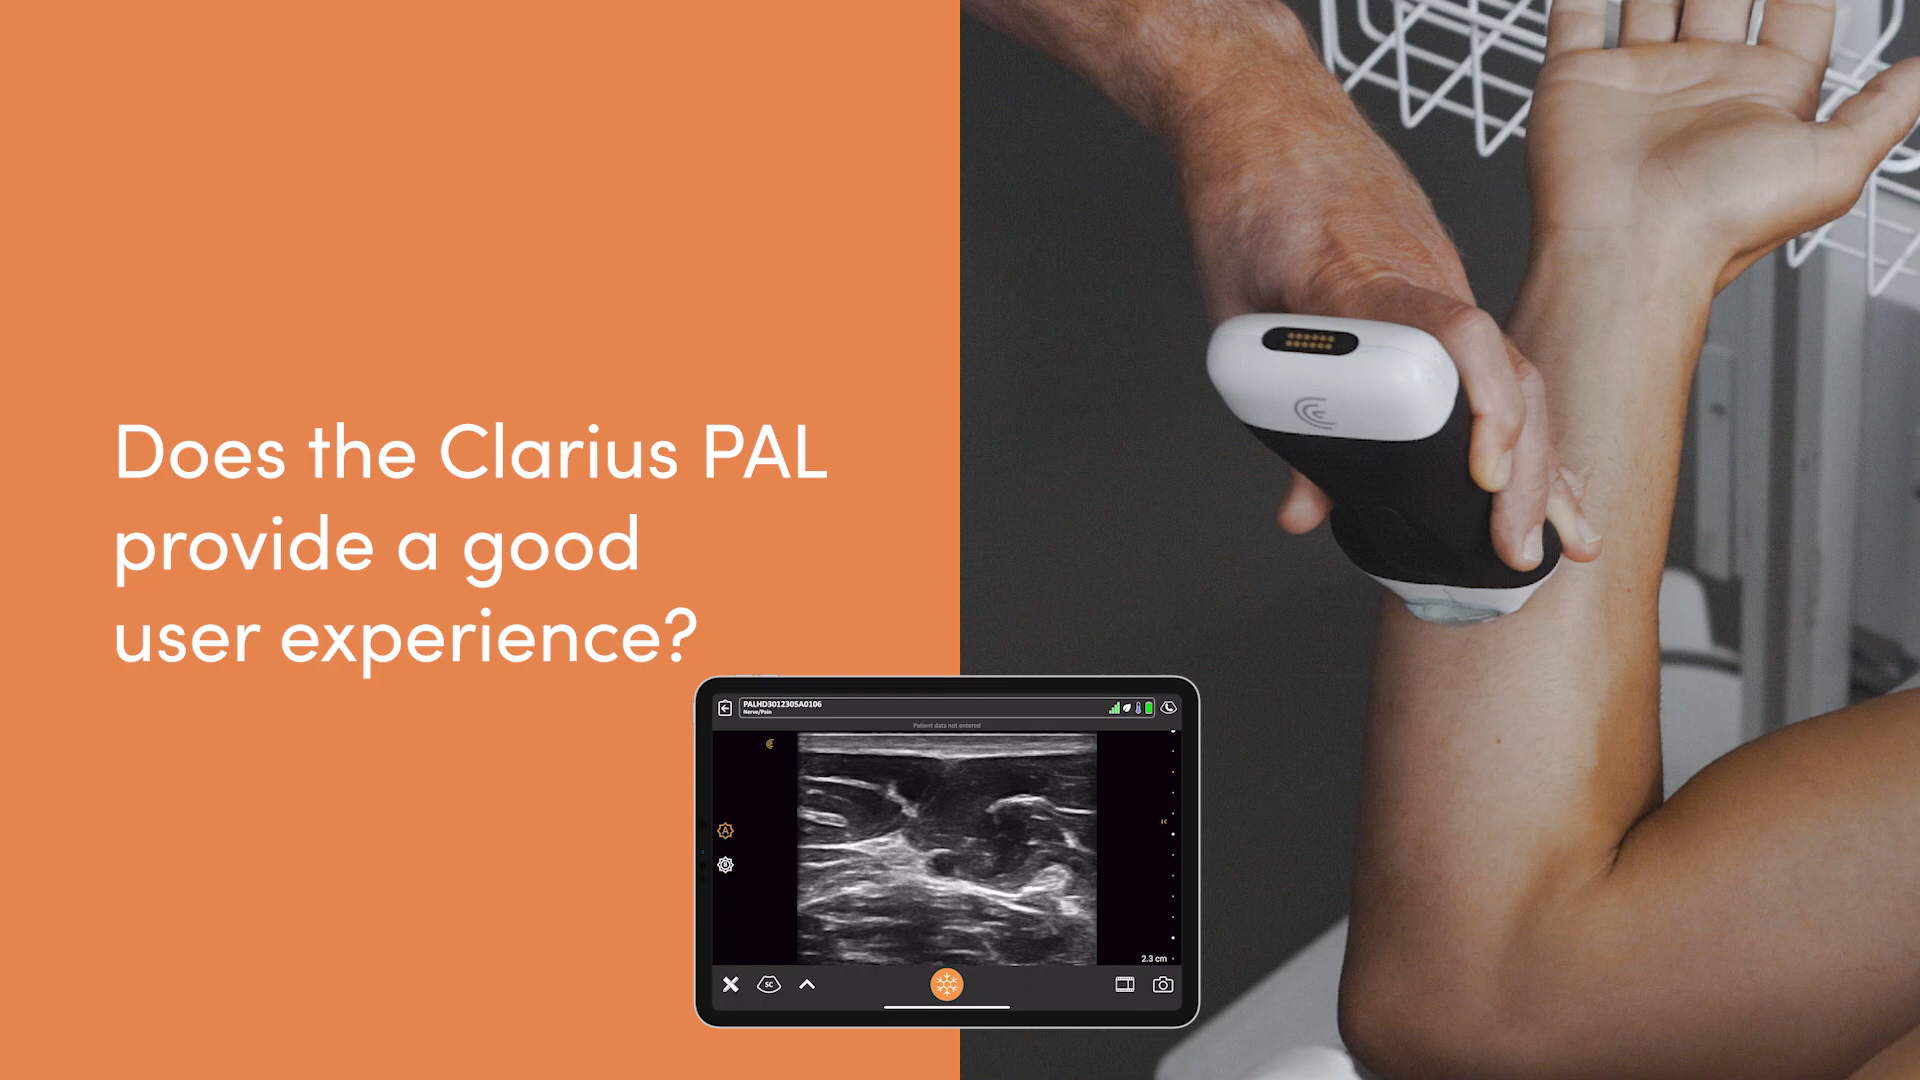 Does the Clarius PAL
provide a good
user experience?
PALHD3012305A0106
Nerve/Pain
Patient data not entered
A
B
2.3 cm
SC